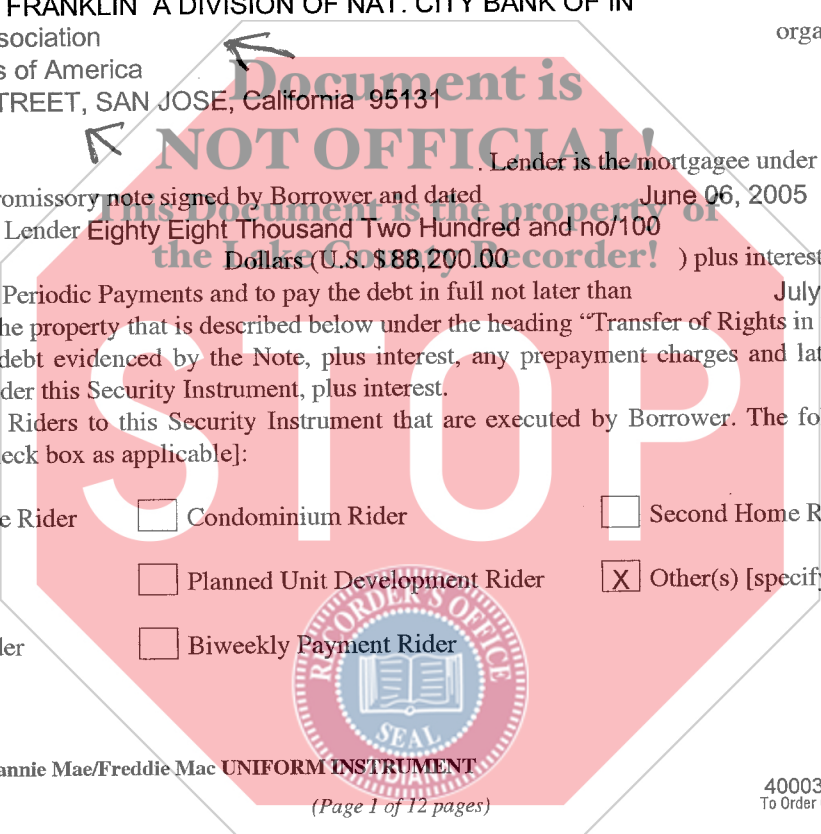 FRANKLIN A DIVISION OF NAT. CITY BANK OF IN
sociation
orga
s of America
TREET, SAN JOSE, California 95131
Document is
NOT OFFICIAL!
. Lender is the mortgagee under
omissory note signed by Borrower and dated June 06, 2005
This Document is the property of
Lender Eighty Eight Thousand Two Hundred and no/100
the Lake County Recorder!
Dollars (U.S. $88,200.00 ) plus interest
Periodic Payments and to pay the debt in full not later than July
he property that is described below under the heading “Transfer of Rights in
debt evidenced by the Note, plus interest, any prepayment charges and lat
der this Security Instrument, plus interest.
Riders to this Security Instrument that are executed by Borrower. The fo
eck box as applicable]:
STOP
e Rider Condominium Rider Second Home R
Planned Unit Development Rider X Other(s) [specify
der Biweekly Payment Rider
RECORDER'S OFFICE
SEAL
INDIANA
annie Mae/Freddie Mac UNIFORM INSTRUMENT
40003
(Page 1 of 12 pages)
To Order